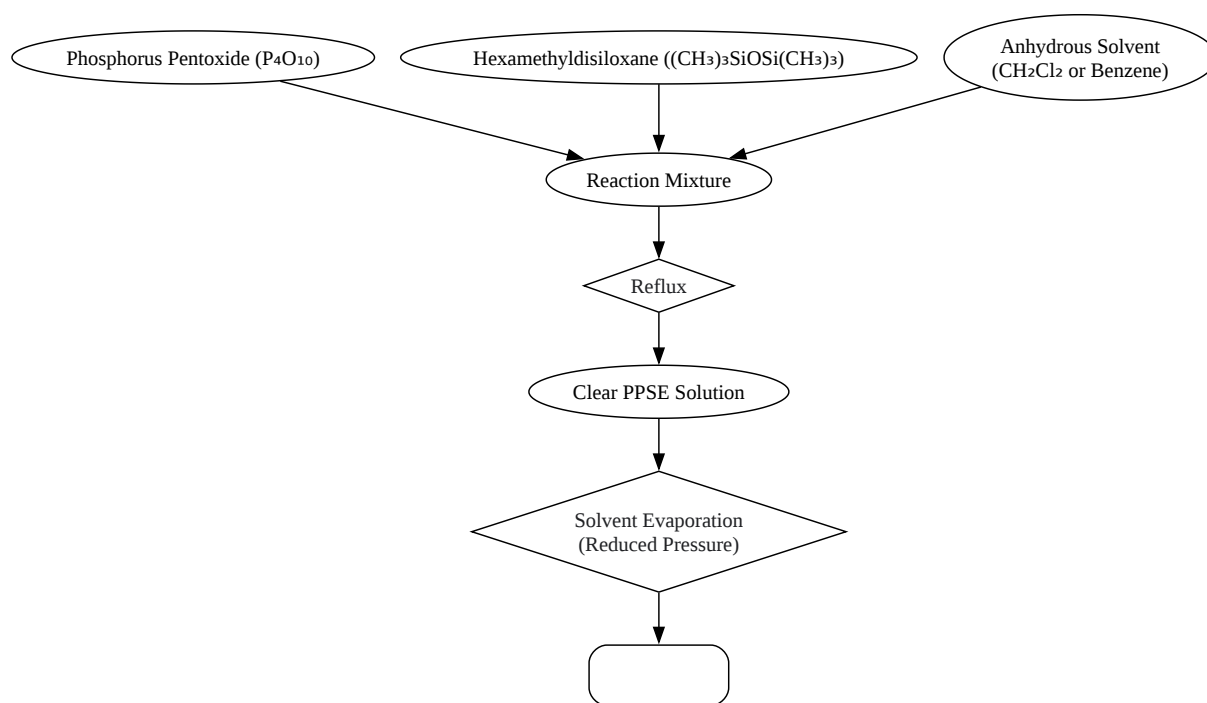 Phosphorus Pentoxide (P₄O₁₀)
Hexamethyldisiloxane ((CH₃)₃SiOSi(CH₃)₃)
Anhydrous Solvent
(CH₂Cl₂ or Benzene)
Reaction Mixture
Reflux
Clear PPSE Solution
Solvent Evaporation
(Reduced Pressure)